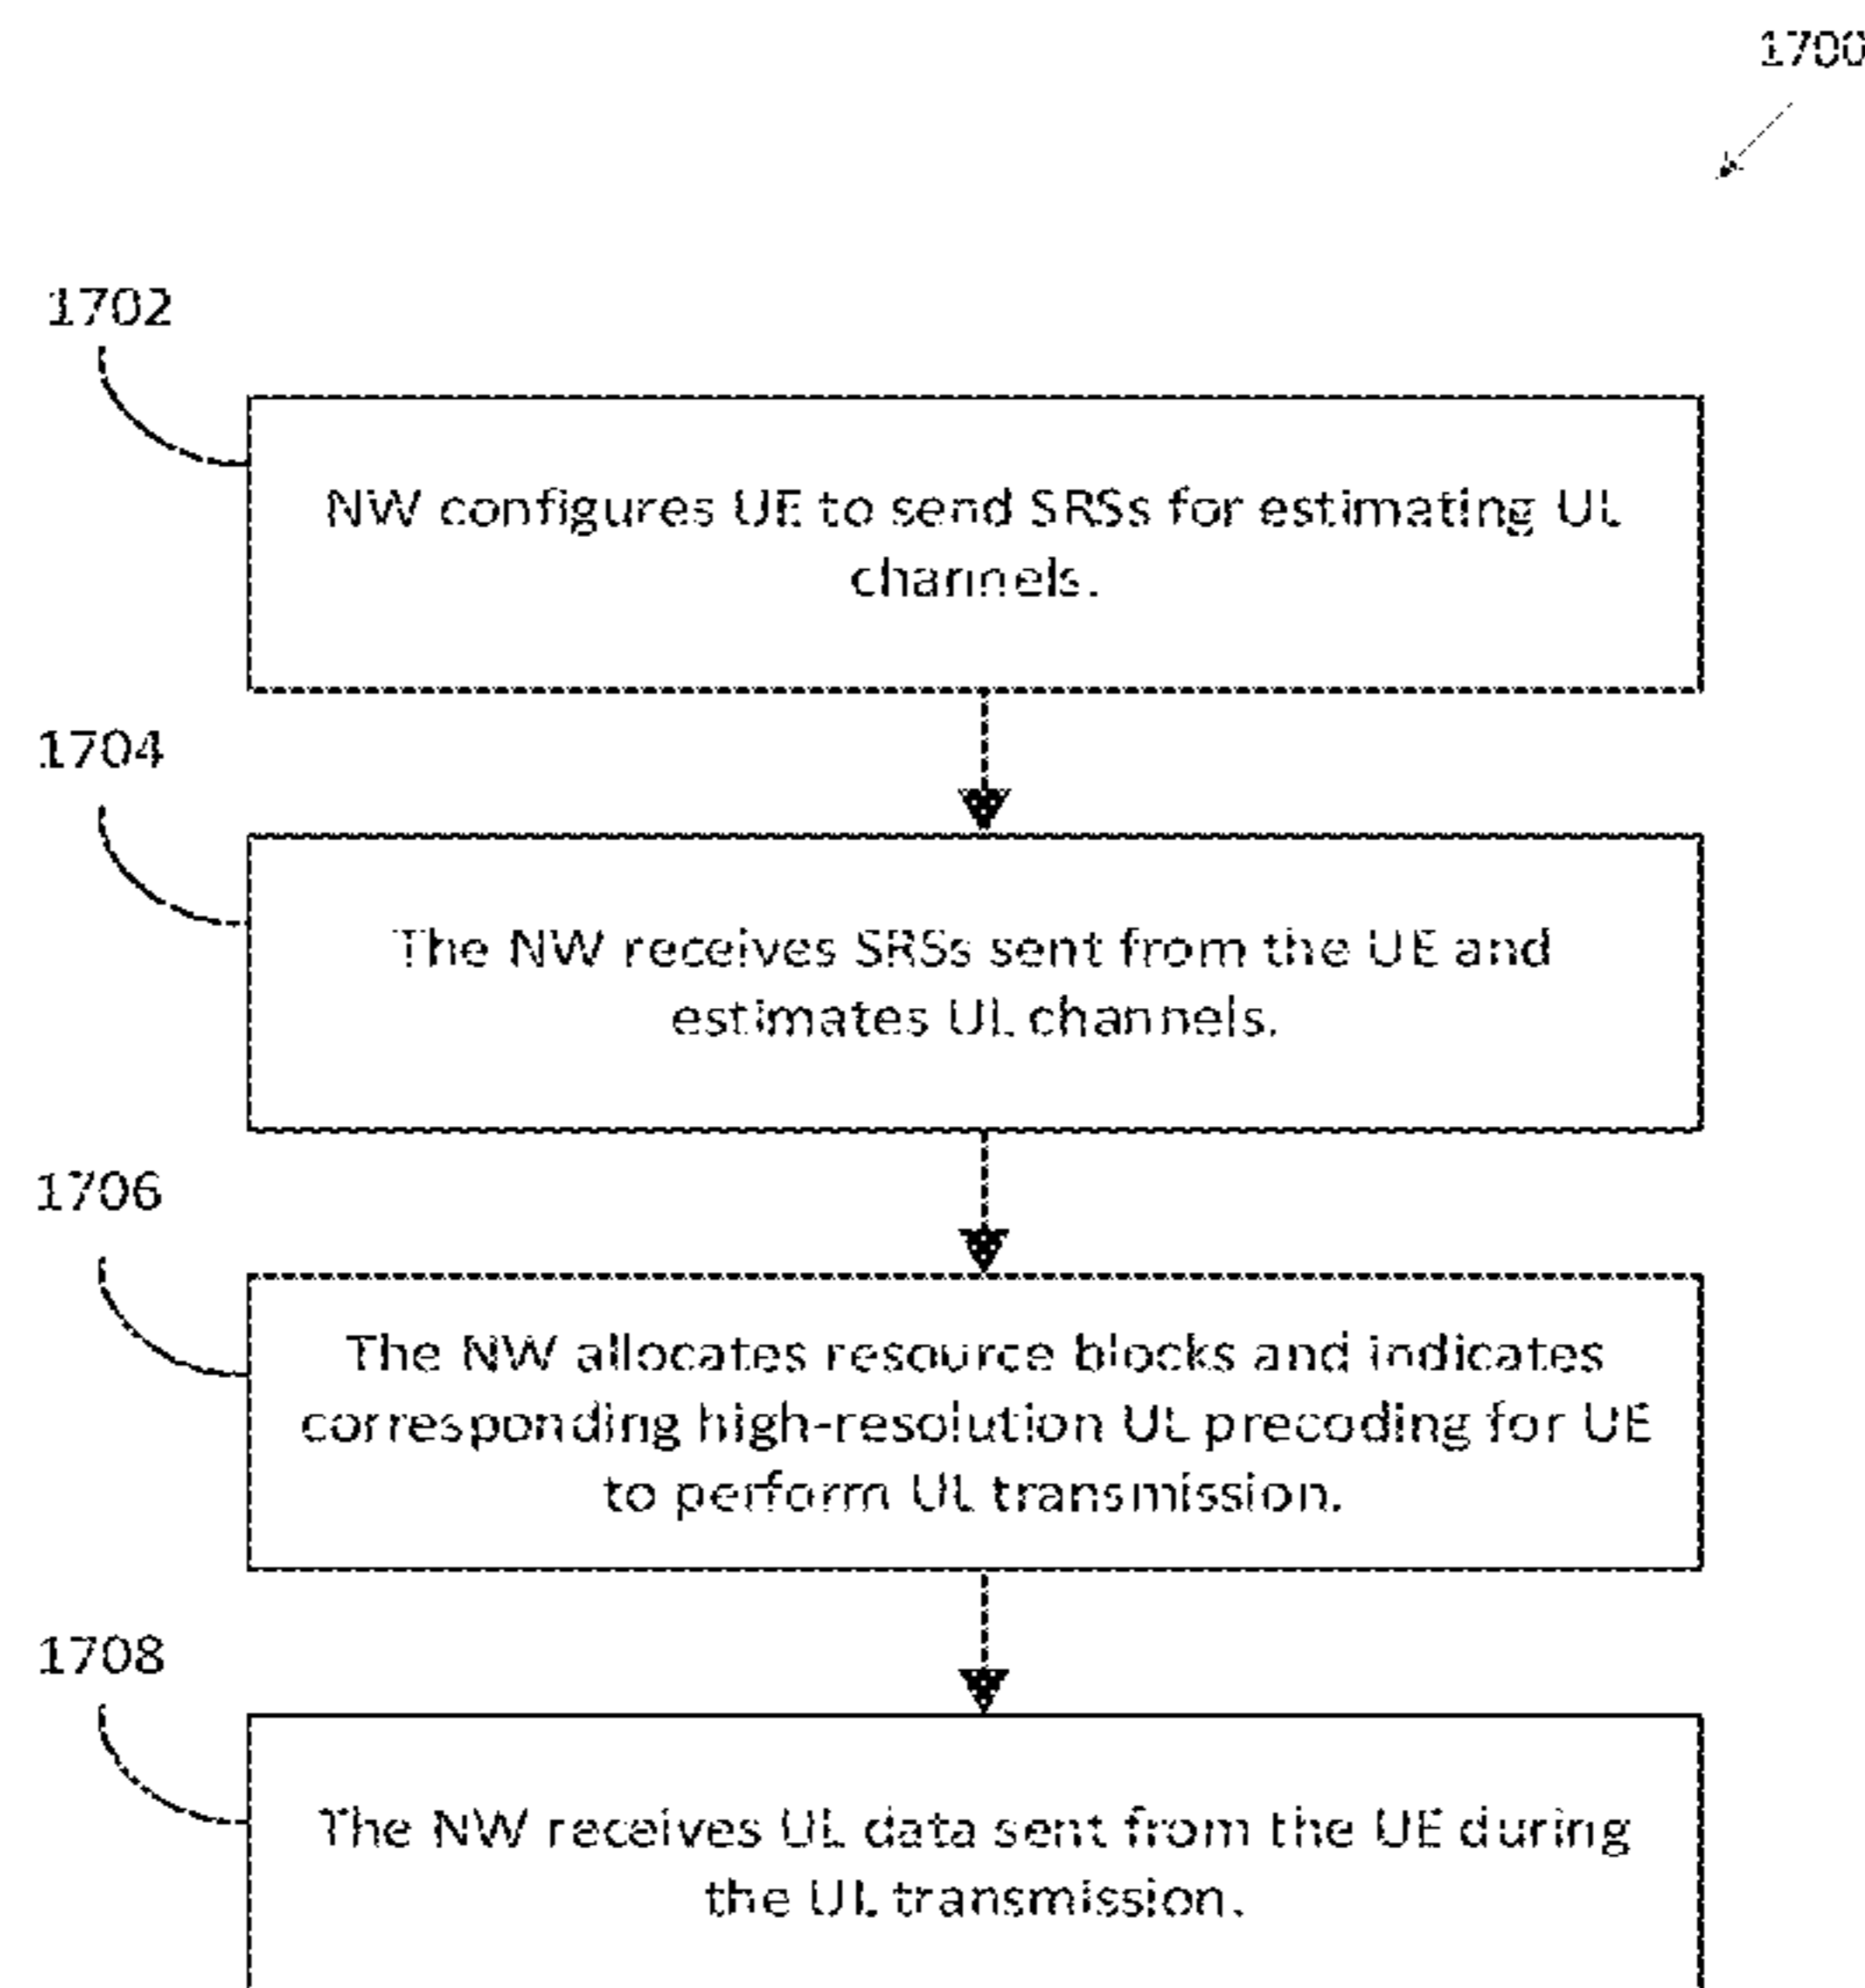 1700
1702
NW configures UE to send SRSs for estimating UL
channels.
1704
The NW receives SRSs sent from the UE and
estimates UL channels.
1706
The NW allocates resource blocks and indicates
corresponding high-resolution UL precoding for UE
to perform UL transmission.
1708
The NW receives UL data sent from the UE during
the UL transmission.